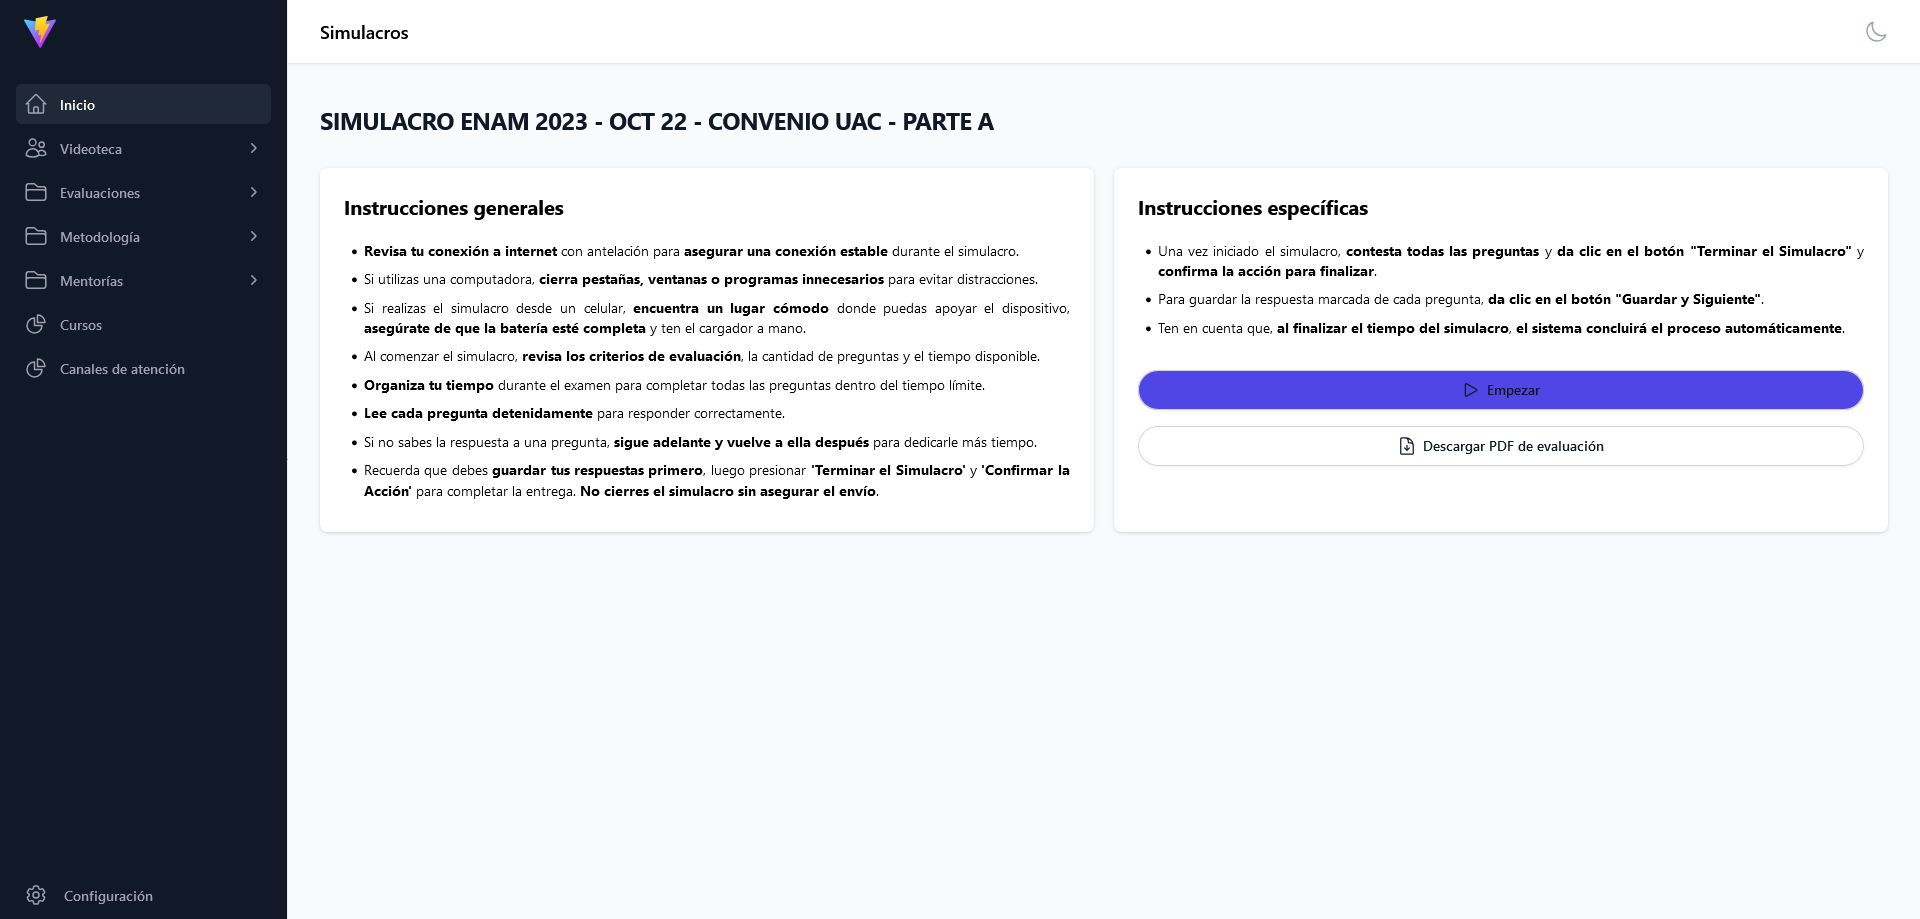 Inicio
Videoteca
Evaluaciones
Metodología
Mentorías
Cursos
Canales de atención
Configuración
Simulacros
SIMULACRO ENAM 2023 - OCT 22 - CONVENIO UAC - PARTE A
Instrucciones generales
• Revisa tu conexión a internet con antelación para asegurar una conexión estable durante el simulacro.
• Si utilizas una computadora, cierra pestañas, ventanas o programas innecesarios para evitar distracciones.
• Si realizas el simulacro desde un celular, encuentra un lugar cómodo donde puedas apoyar el dispositivo,
asegúrate de que la batería esté completa y ten el cargador a mano.
• Al comenzar el simulacro, revisa los criterios de evaluación, la cantidad de preguntas y el tiempo disponible.
• Organiza tu tiempo durante el examen para completar todas las preguntas dentro del tiempo límite.
• Lee cada pregunta detenidamente para responder correctamente.
• Si no sabes la respuesta a una pregunta, sigue adelante y vuelve a ella después para dedicarle más tiempo.
• Recuerda que debes guardar tus respuestas primero, luego presionar 'Terminar el Simulacro' y 'Confirmar la
Acción' para completar la entrega. No cierres el simulacro sin asegurar el envío.
Instrucciones específicas
• Una vez iniciado el simulacro, contesta todas las preguntas y da clic en el botón "Terminar el Simulacro" y
confirma la acción para finalizar.
• Para guardar la respuesta marcada de cada pregunta, da clic en el botón "Guardar y Siguiente".
• Ten en cuenta que, al finalizar el tiempo del simulacro, el sistema concluirá el proceso automáticamente.
Empezar
Descargar PDF de evaluación